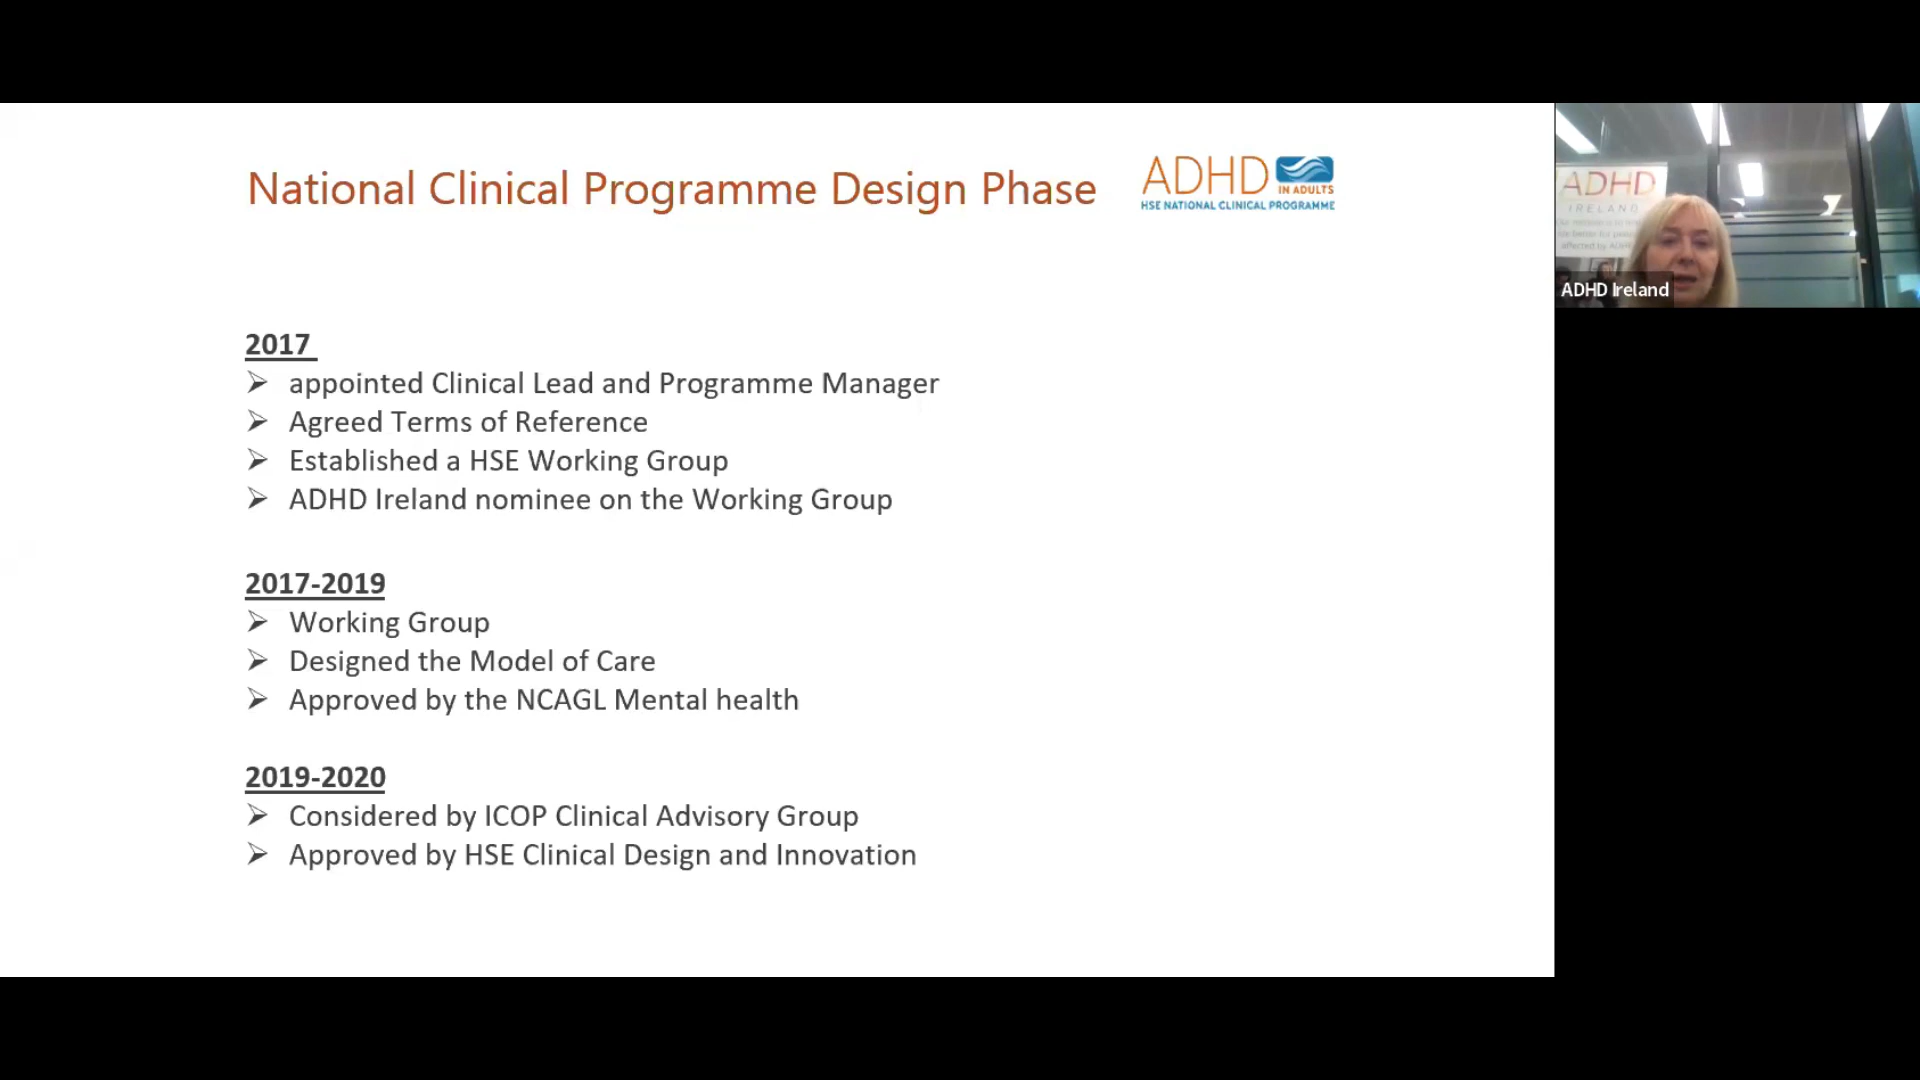 National Clinical Programme Design Phase
ADHD
IN ADULTS
HSE NATIONAL CLINICAL PROGRAMME
2017
➢ appointed Clinical Lead and Programme Manager
➢ Agreed Terms of Reference
➢ Established a HSE Working Group
➢ ADHD Ireland nominee on the Working Group
2017-2019
➢ Working Group
➢ Designed the Model of Care
➢ Approved by the NCAGL Mental health
2019-2020
➢ Considered by ICOP Clinical Advisory Group
➢ Approved by HSE Clinical Design and Innovation
ADHD
IRELAND
affected by
ADHD Ireland